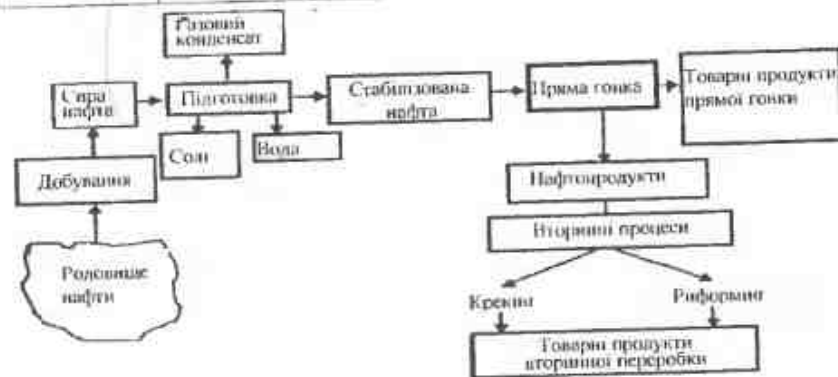 Газовий
конденсат
Сира
нафта
Підготовка
Стабілізована
нафта
Пряма гонка
Товарні продукти
прямої гонки
Солі
Вода
Добування
Нафтопродукти
Вторинні процеси
Родовище
нафти
Крекінг
Риформінг
Товарні продукти
вторинної переробки